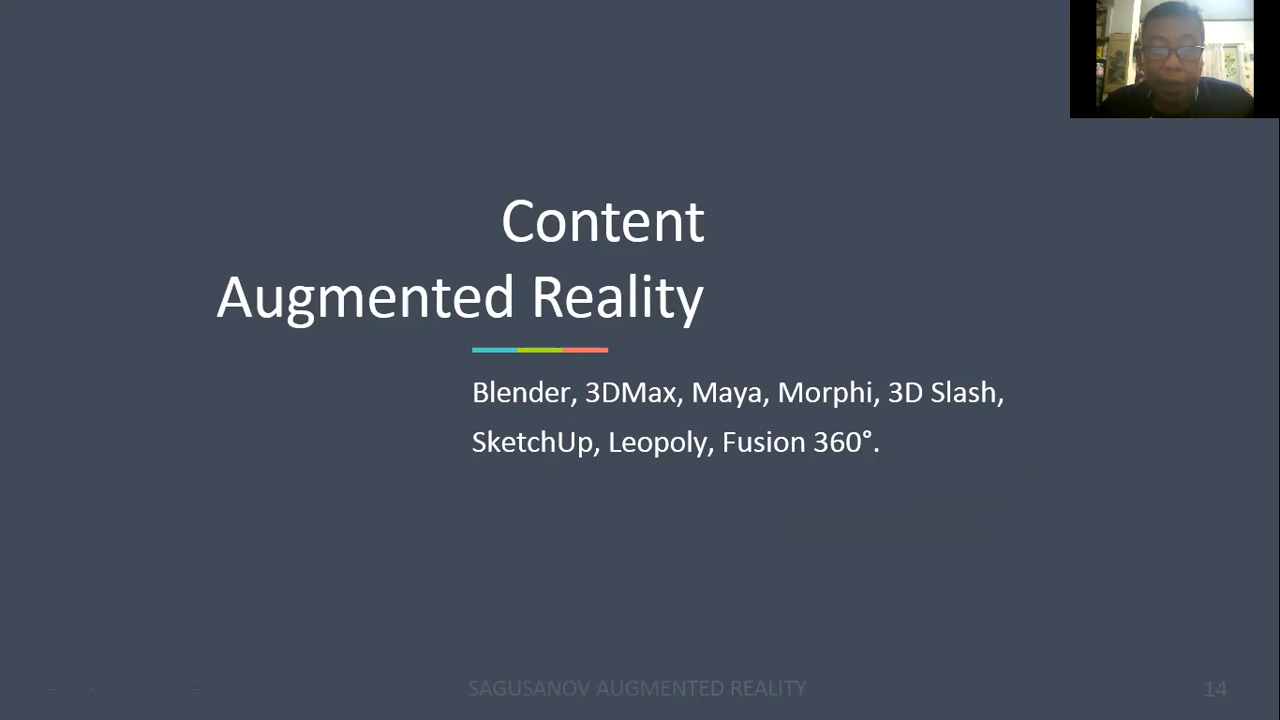 Content
Augmented Reality
Blender, 3DMax, Maya, Morphi, 3D Slash,
SketchUp, Leopoly, Fusion 360°.
SAGUSANOV AUGMENTED REALITY
14